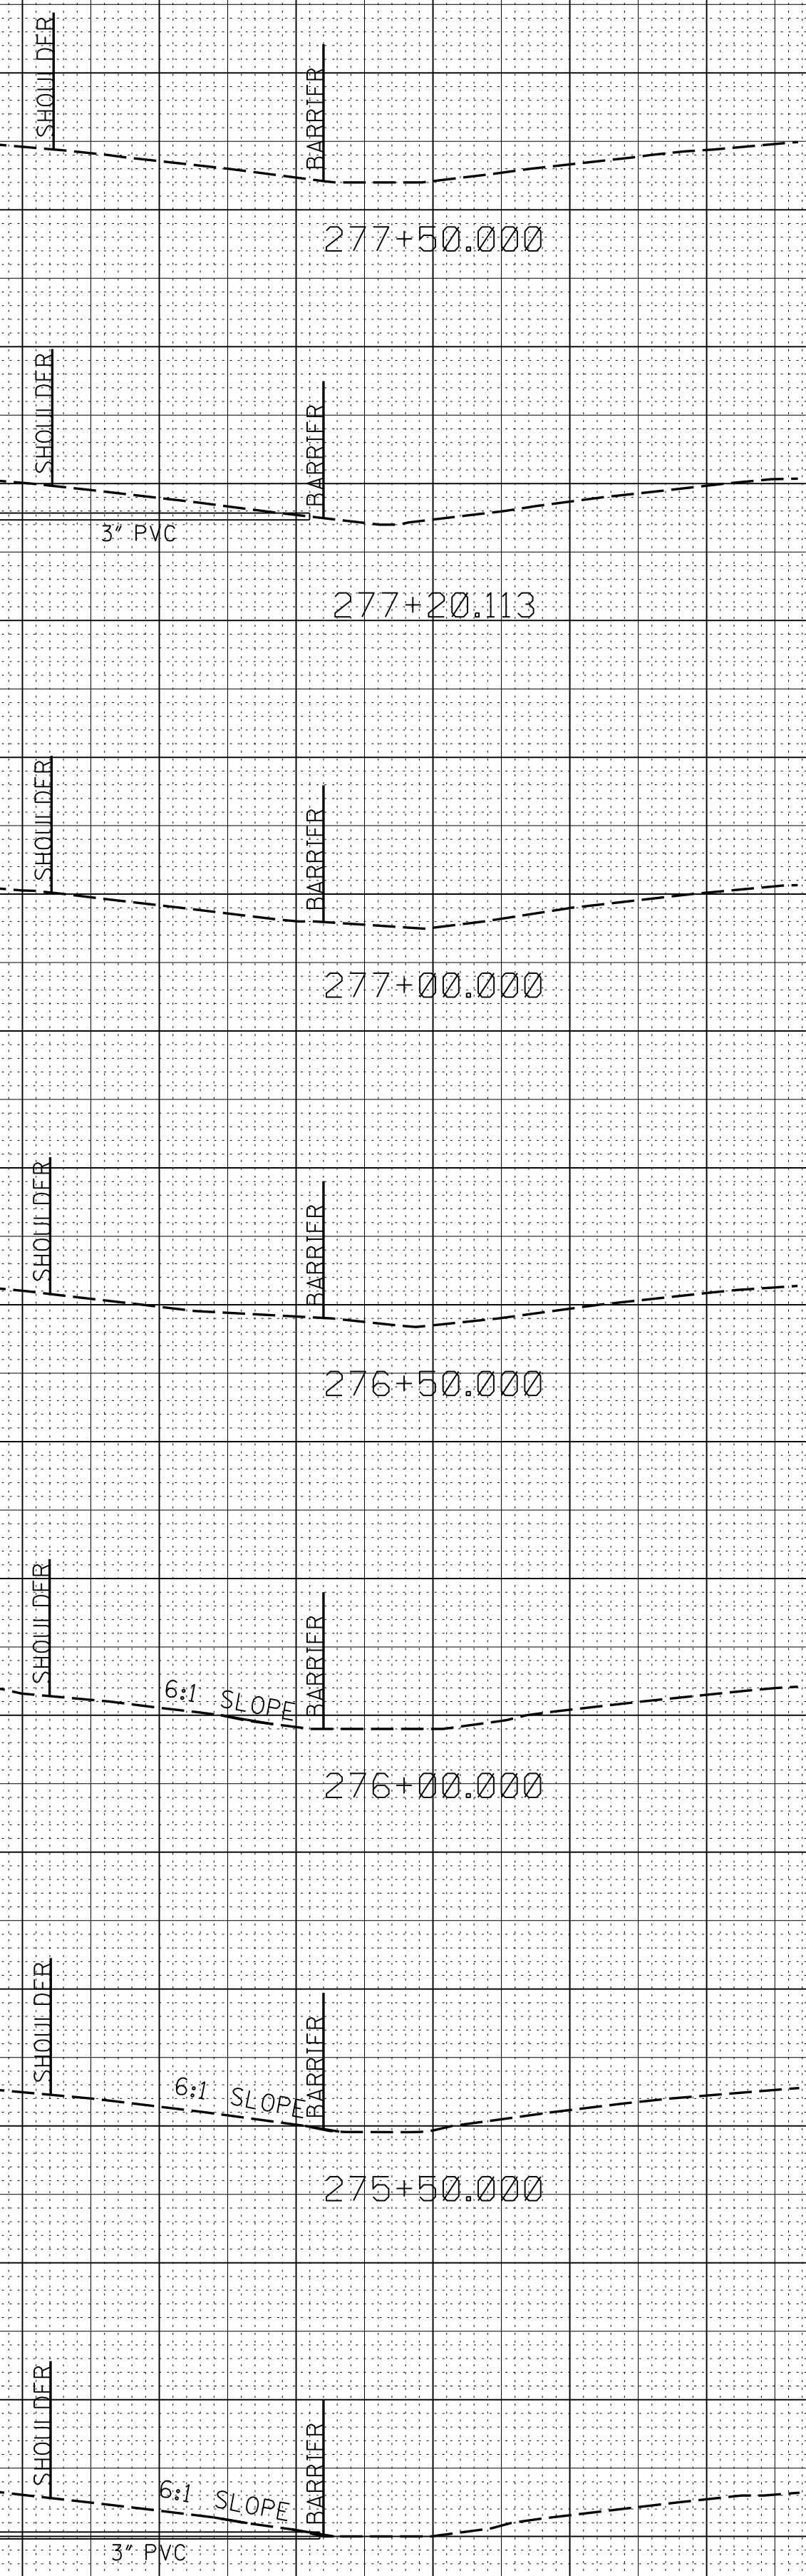 SHOULDER
BARRIER
277+50.000
SHOULDER
BARRIER
3" PVC
277+20.113
SHOULDER
BARRIER
277+00.000
SHOULDER
BARRIER
276+50.000
SHOULDER
BARRIER
6:1 SLOPE
276+00.000
SHOULDER
BARRIER
6:1 SLOPE
275+50.000
SHOULDER
BARRIER
6:1 SLOPE
3" PVC